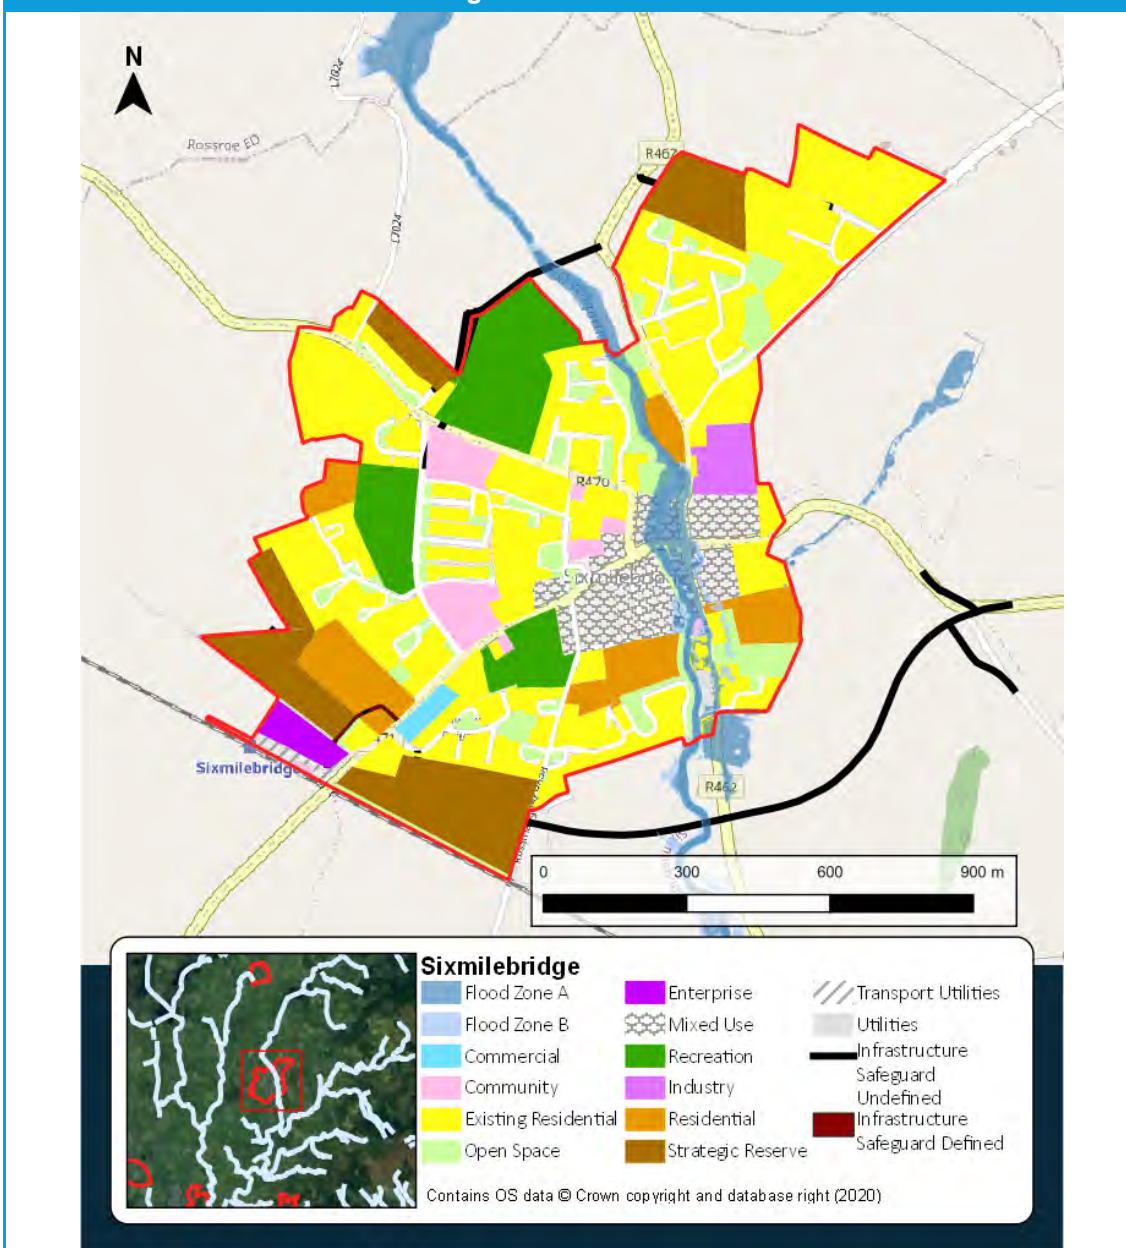 N
L7024
Rossroe ED
R462
L7024
R470
Sixmilebridge
Sixmilebridge
R462
0 300 600 900 m
Sixmilebridge
Flood Zone A
Flood Zone B
Commercial
Community
Existing Residential
Open Space
Enterprise
Mixed Use
Recreation
Industry
Residential
Strategic Reserve
Transport Utilities
Utilities
Infrastructure
Safeguard
Undefined
Infrastructure
Safeguard Defined
Contains OS data © Crown copyright and database right (2020)